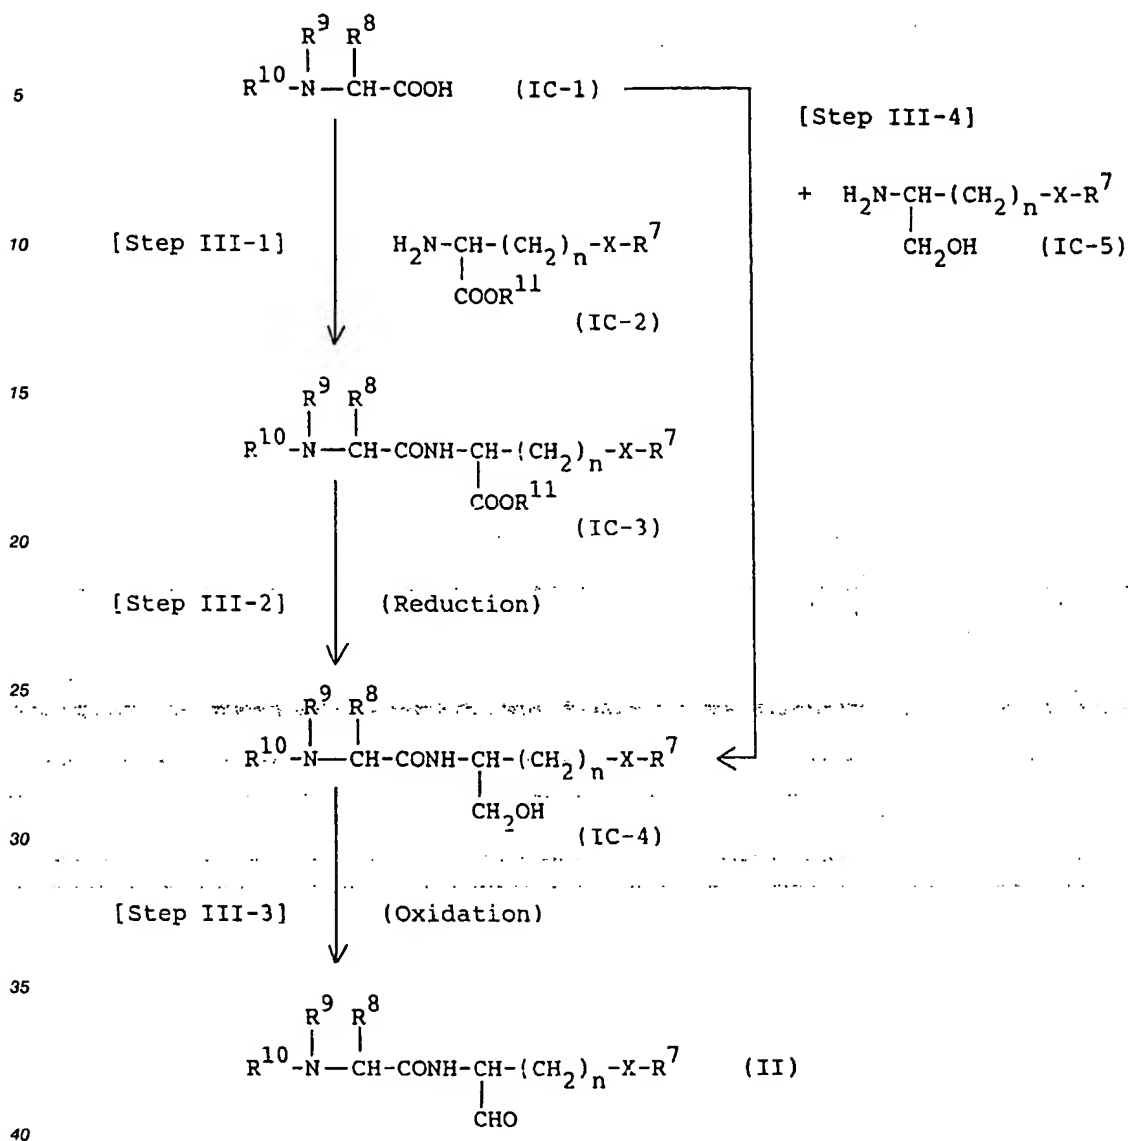 R⁹ R⁸
5 R¹⁰-N-CH-COOH (IC-1)
[Step III-4]
+ H₂N-CH-(CH₂)n-X-R⁷
CH₂OH (IC-5)
10 [Step III-1] H₂N-CH-(CH₂)n-X-R⁷
COOR¹¹
(IC-2)
15 R⁹ R⁸
R¹⁰-N-CH-CONH-CH-(CH₂)n-X-R⁷
COOR¹¹
(IC-3)
20
[Step III-2] (Reduction)
25 R⁹ R⁸
R¹⁰-N-CH-CONH-CH-(CH₂)n-X-R⁷
CH₂OH
30 (IC-4)
[Step III-3] (Oxidation)
35
R⁹ R⁸
R¹⁰-N-CH-CONH-CH-(CH₂)n-X-R⁷ (II)
CHO
40